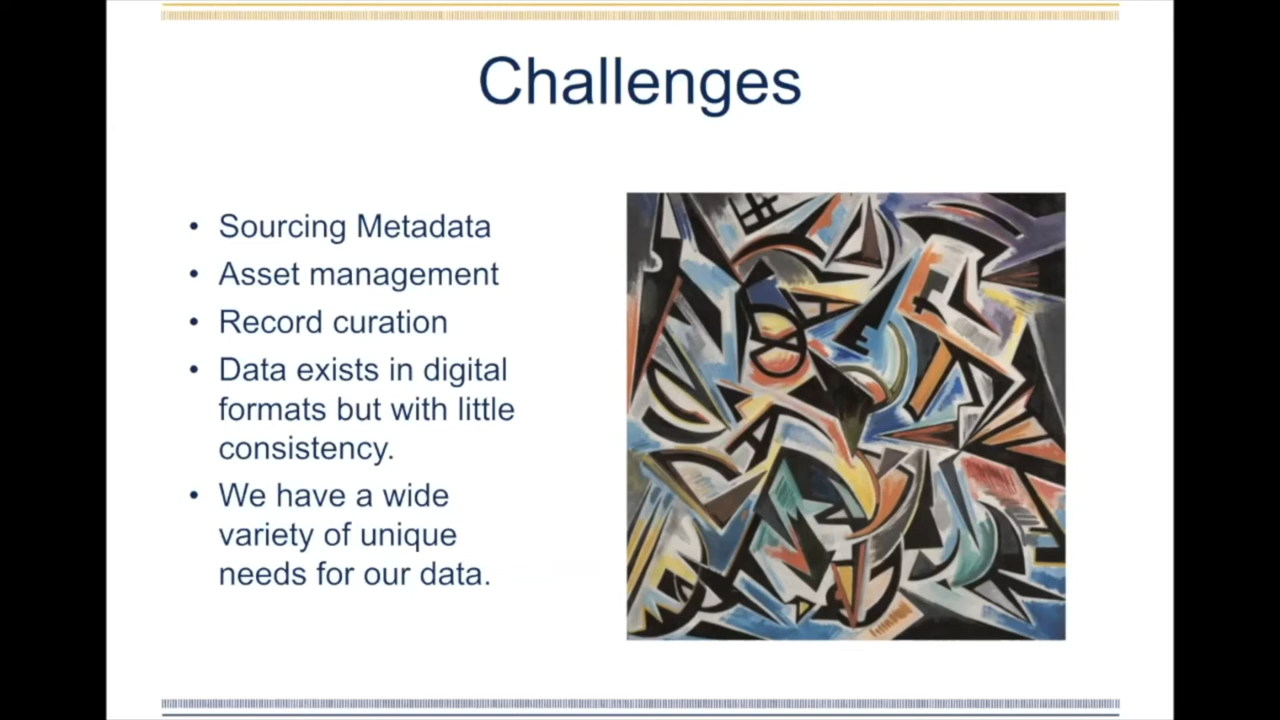 Challenges
• Sourcing Metadata
• Asset management
• Record curation
• Data exists in digital
formats but with little
consistency.
• We have a wide
variety of unique
needs for our data.